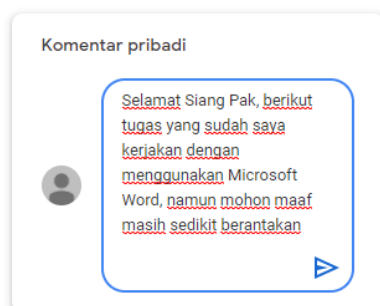 Komentar pribadi
Selamat Siang Pak, berikut
tugas yang sudah saya
kerjakan dengan
menggunakan Microsoft
Word, namun mohon maaf
masih sedikit berantakan